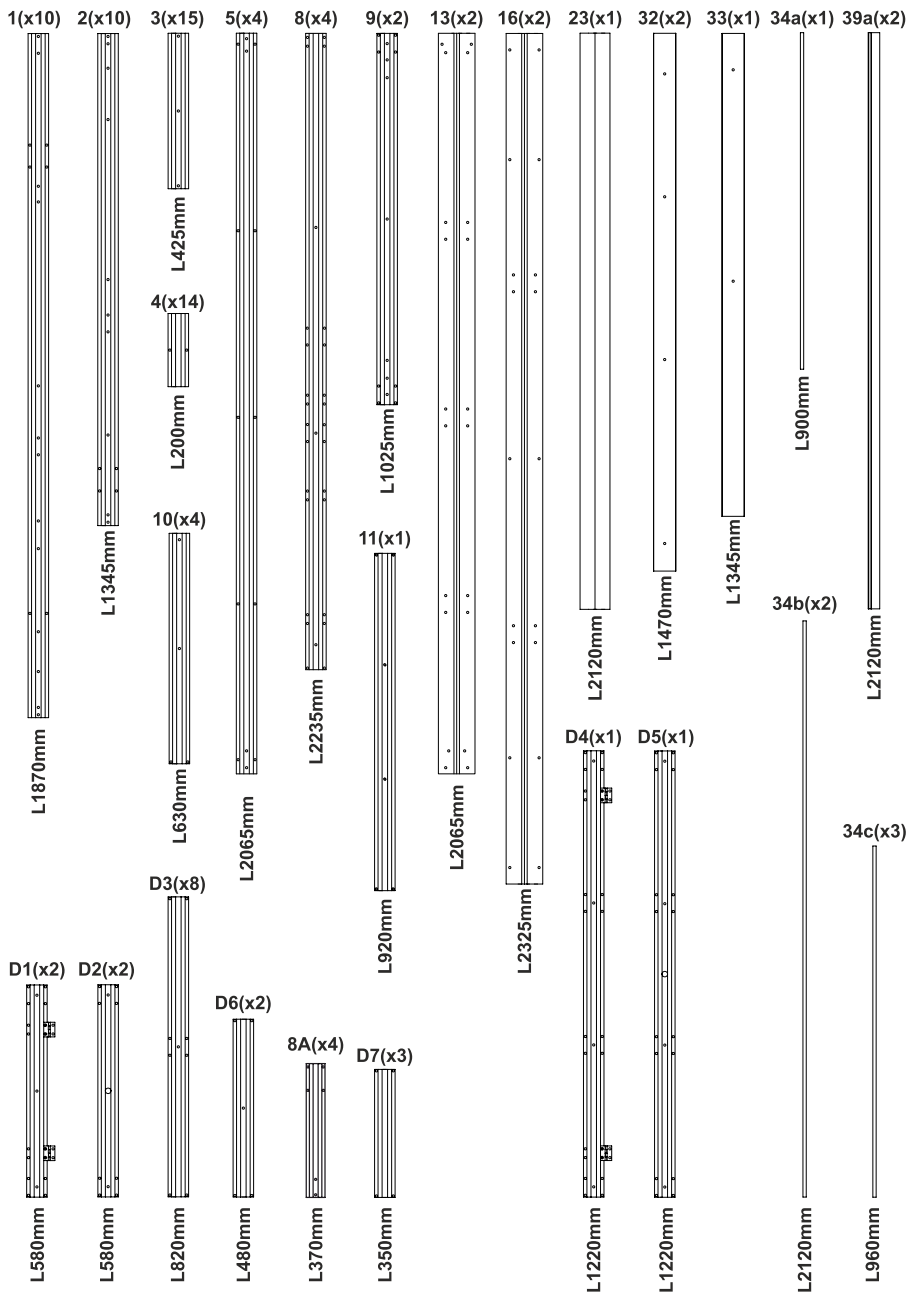 1(x10)
2(x10)
3(x15)
5(x4)
8(x4)
9(x2)
13(x2)
16(x2)
23(x1)
32(x2)
33(x1)
34a(x1)
39a(x2)
L425mm
4(x14)
L200mm
L900mm
L1025mm
10(x4)
L1345mm
11(x1)
L1345mm
L1470mm
34b(x2)
L2120mm
L2120mm
L2235mm
L1870mm
L630mm
L2065mm
L2065mm
D4(x1)
D5(x1)
34c(x3)
D3(x8)
L920mm
L2325mm
D1(x2)
D2(x2)
D6(x2)
8A(x4)
D7(x3)
L580mm
L580mm
L820mm
L480mm
L370mm
L350mm
L1220mm
L1220mm
L2120mm
L960mm